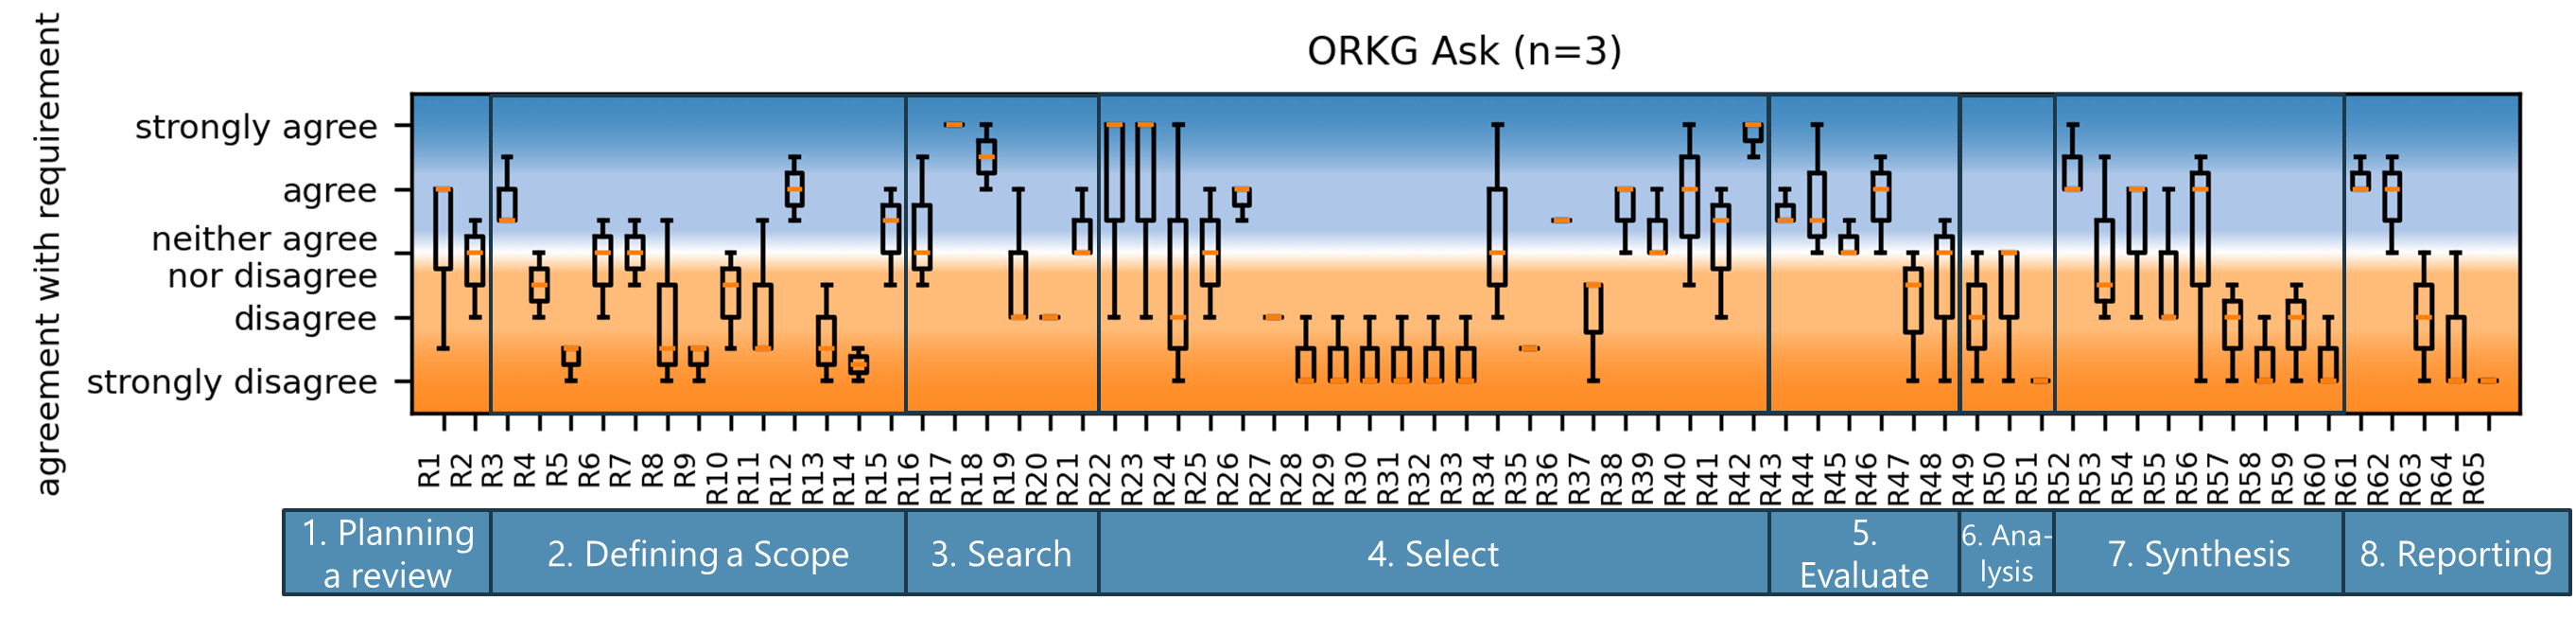 ORKG Ask (n=3)
agreement with requirement
strongly agree
agree
neither agree
nor disagree
disagree
strongly disagree
R1 R2 R3 R4 R5 R6 R7 R8 R9 R10 R11 R12 R13 R14 R15 R16 R17 R18 R19 R20 R21 R22 R23 R24 R25 R26 R27 R28 R29 R30 R31 R32 R33 R34 R35 R36 R37 R38 R39 R40 R41 R42 R43 R44 R45 R46 R47 R48 R49 R50 R51 R52 R53 R54 R55 R56 R57 R58 R59 R60 R61 R62 R63 R64 R65
1. Planning
a review
2. Defining a Scope
3. Search
4. Select
5.
Evaluate
6. Ana-
lysis
7. Synthesis
8. Reporting